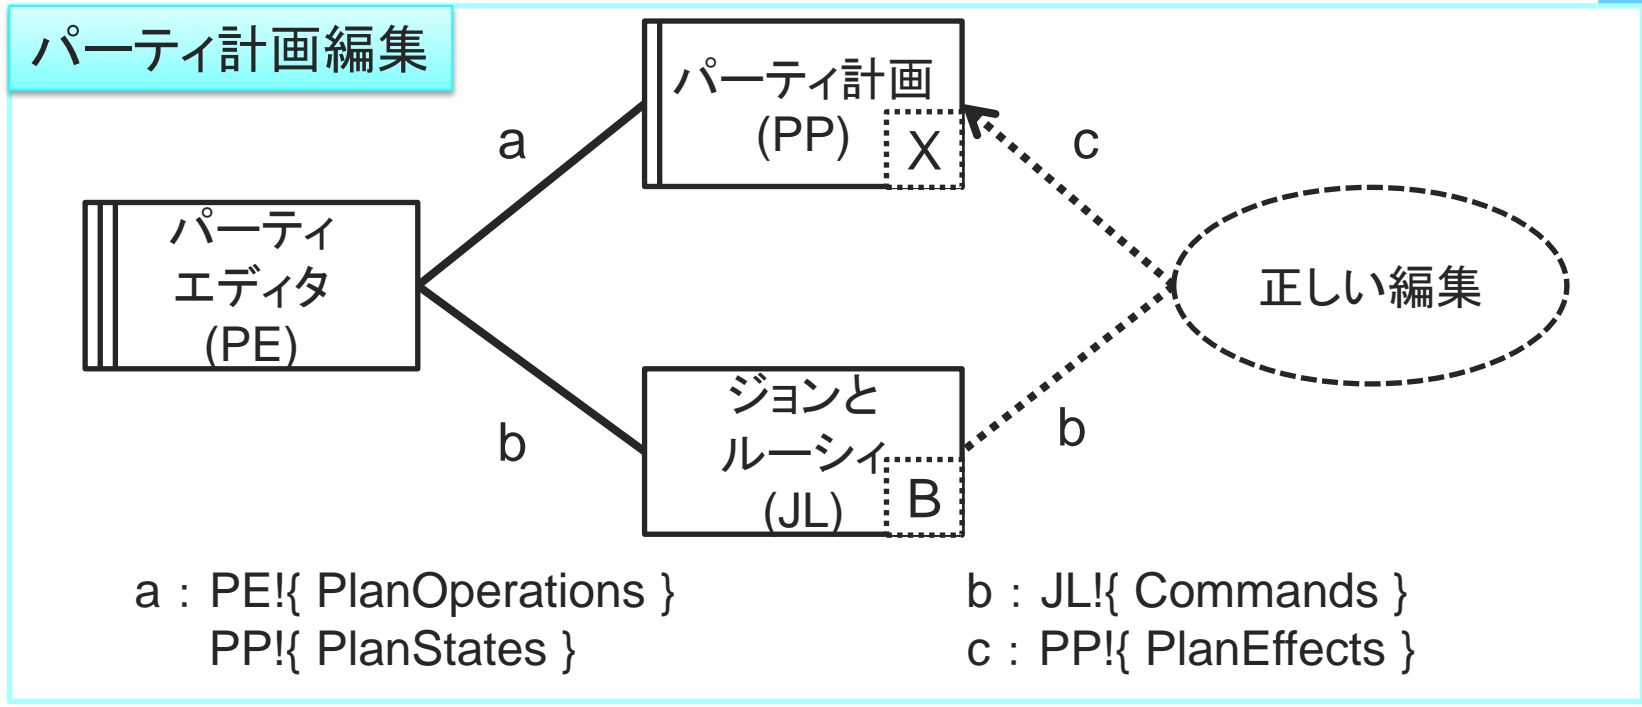 パーティ計画編集
パーティ計画
(PP)
X
a
c
パーティ
エディタ
(PE)
正しい編集
ジョンと
ルーシィ
(JL)
B
b
b
a : PE!{ PlanOperations }
PP!{ PlanStates }
b : JL!{ Commands }
c : PP!{ PlanEffects }